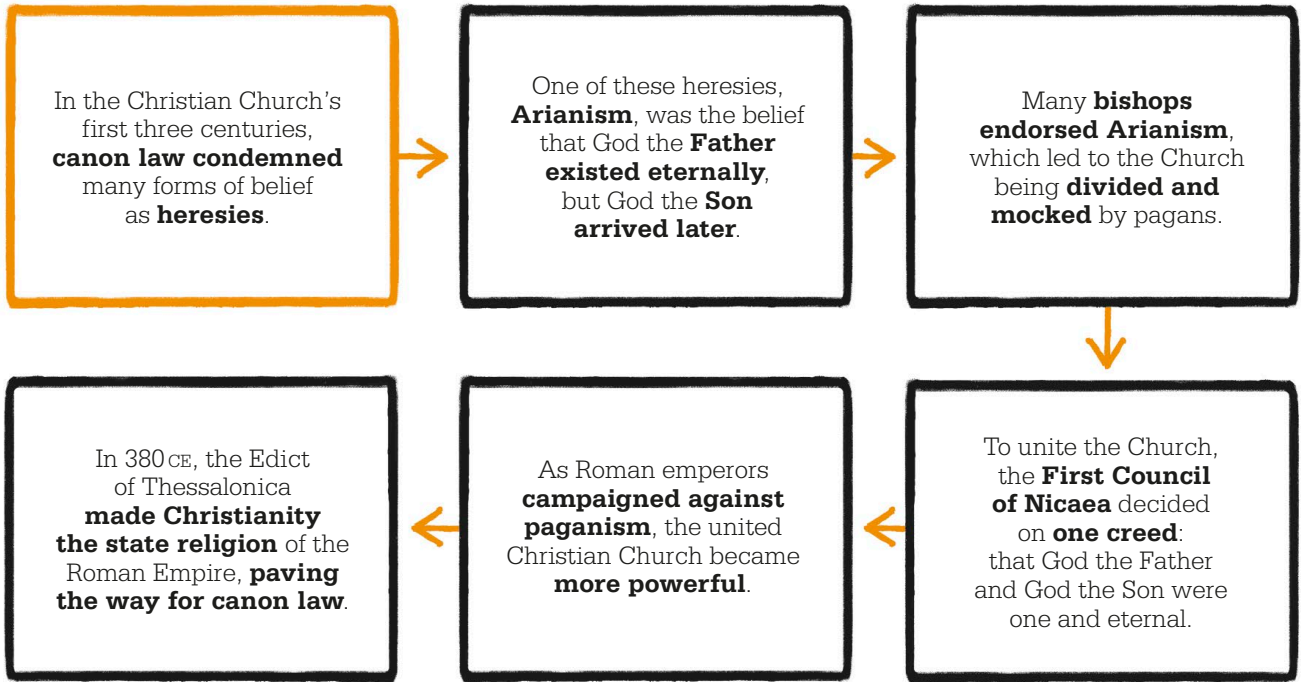 In the Christian Church's
first three centuries,
canon law condemned
many forms of belief
as heresies.
One of these heresies,
Arianism, was the belief
that God the Father
existed eternally,
but God the Son
arrived later.
Many bishops
endorsed Arianism,
which led to the Church
being divided and
mocked by pagans.
To unite the Church,
the First Council
of Nicaea decided
on one creed:
that God the Father
and God the Son were
one and eternal.
As Roman emperors
campaigned against
paganism, the united
Christian Church became
more powerful.
In 380 CE, the Edict
of Thessalonica
made Christianity
the state religion of the
Roman Empire, paving
the way for canon law.